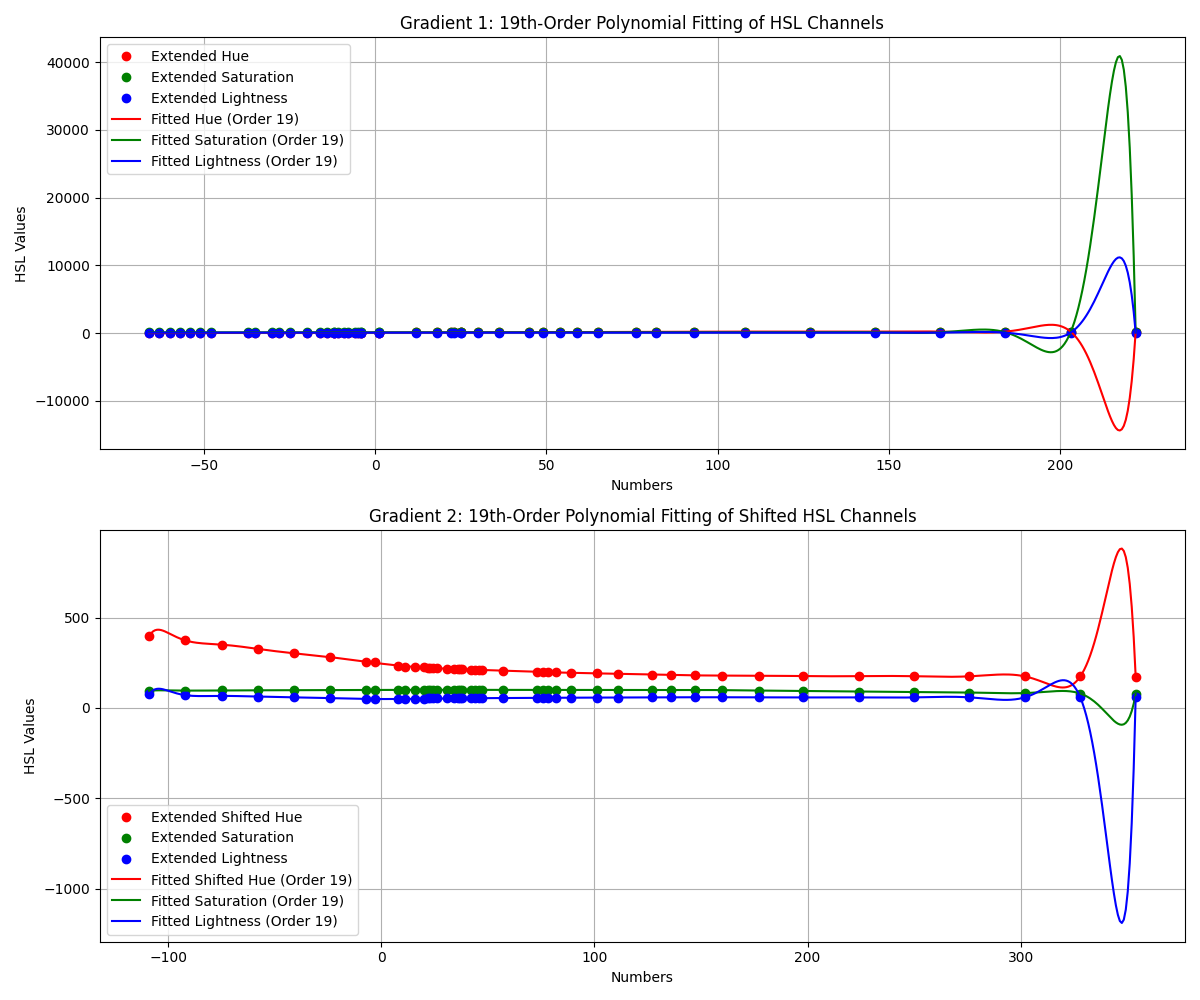 Gradient 1: 19th-Order Polynomial Fitting of HSL Channels
HSL Values
40000
30000
20000
10000
0
−10000
Extended Hue
Extended Saturation
Extended Lightness
Fitted Hue (Order 19)
Fitted Saturation (Order 19)
Fitted Lightness (Order 19)
−50 0 50 100 150 200
Numbers
Gradient 2: 19th-Order Polynomial Fitting of Shifted HSL Channels
HSL Values
500
0
−500
−1000
Extended Shifted Hue
Extended Saturation
Extended Lightness
Fitted Shifted Hue (Order 19)
Fitted Saturation (Order 19)
Fitted Lightness (Order 19)
−100 0 100 200 300
Numbers